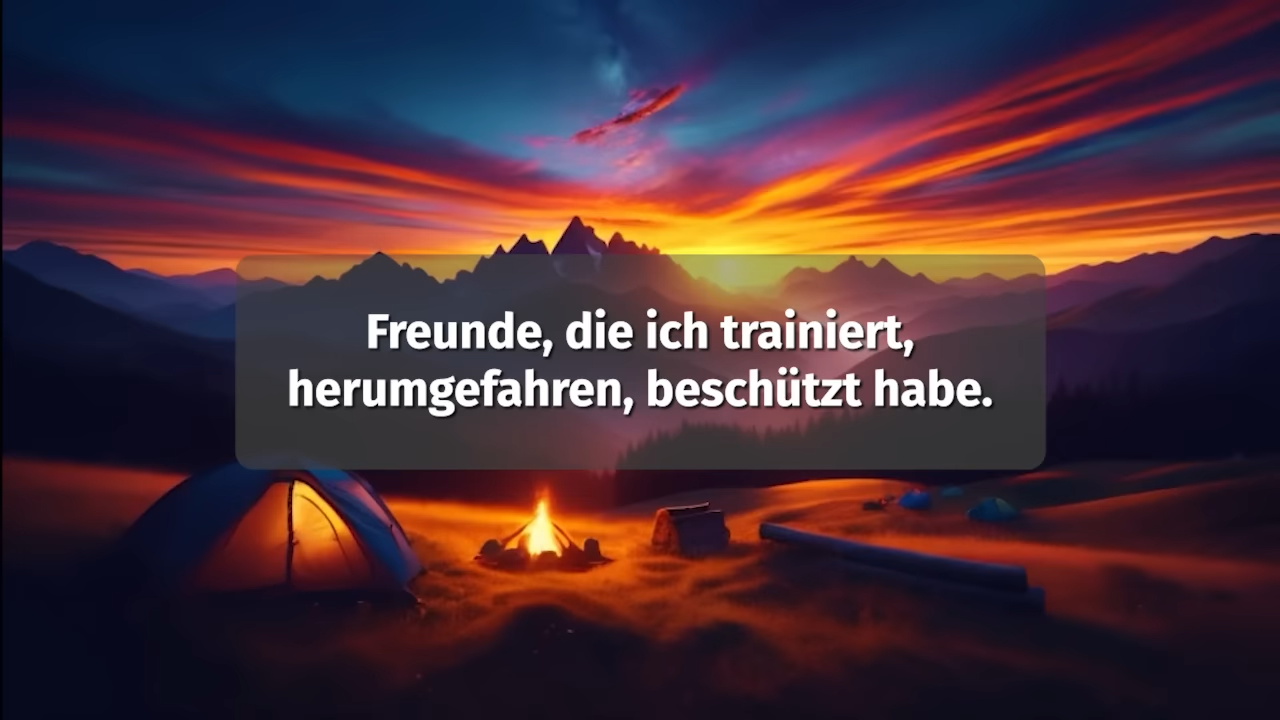 Freunde, die ich trainiert,
herumgefahren, beschützt habe.